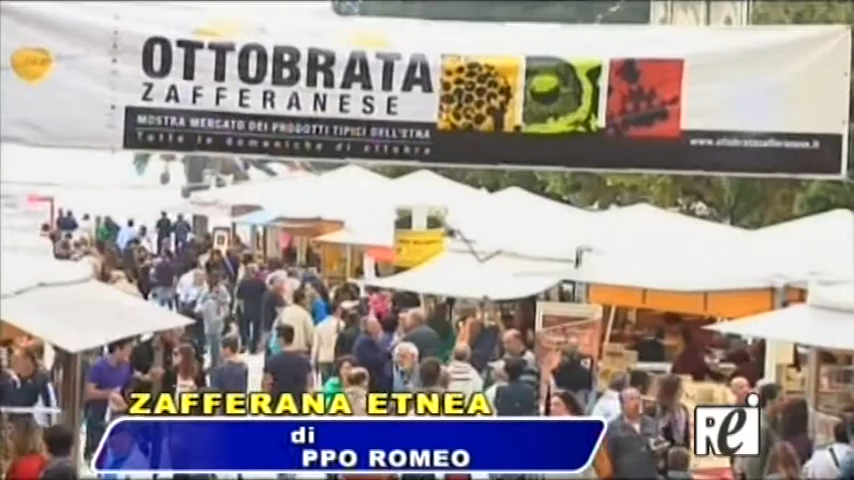 OTTOBRATA
ZAFFERANESE
MOSTRA MERCATO DEI PRODOTTI TIPICI DELL'ETNA
Tutte le domeniche di ottobre
www.ottobratazafferanese.it
ZAFFERANA ETNEA
di
PPO ROMEO
Rei